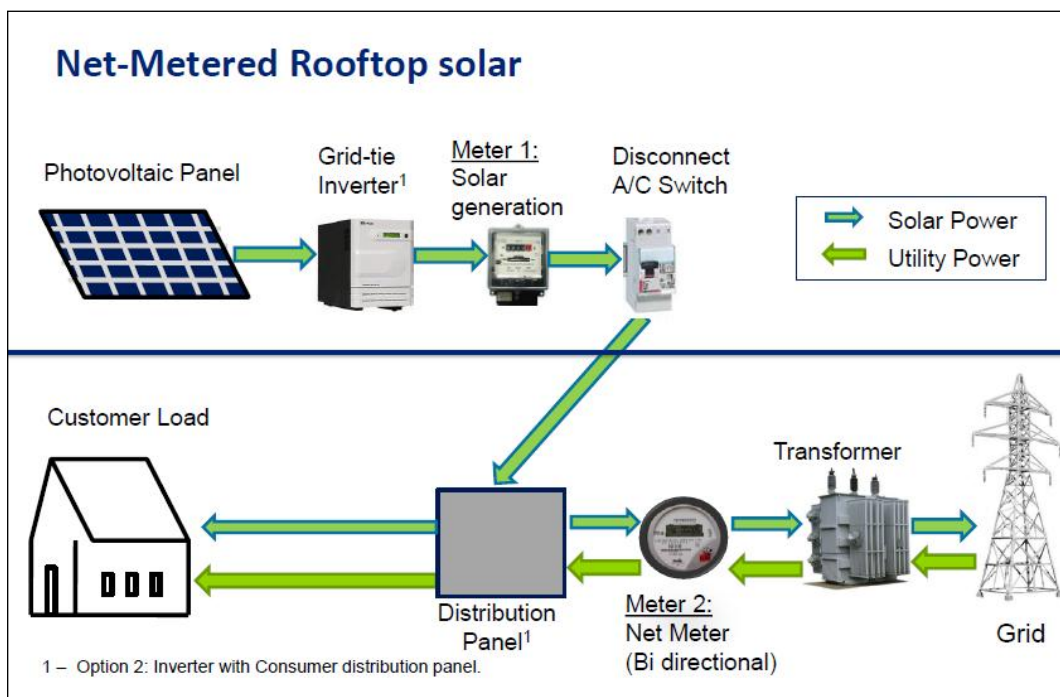 Net-Metered Rooftop solar
Photovoltaic Panel
Grid-tie
Inverter1
Meter 1:
Solar
generation
Disconnect
A/C Switch
Solar Power
Utility Power
Customer Load
Transformer
Distribution
Panel1
Meter 2:
Net Meter
(Bi directional)
Grid
1 – Option 2: Inverter with Consumer distribution panel.